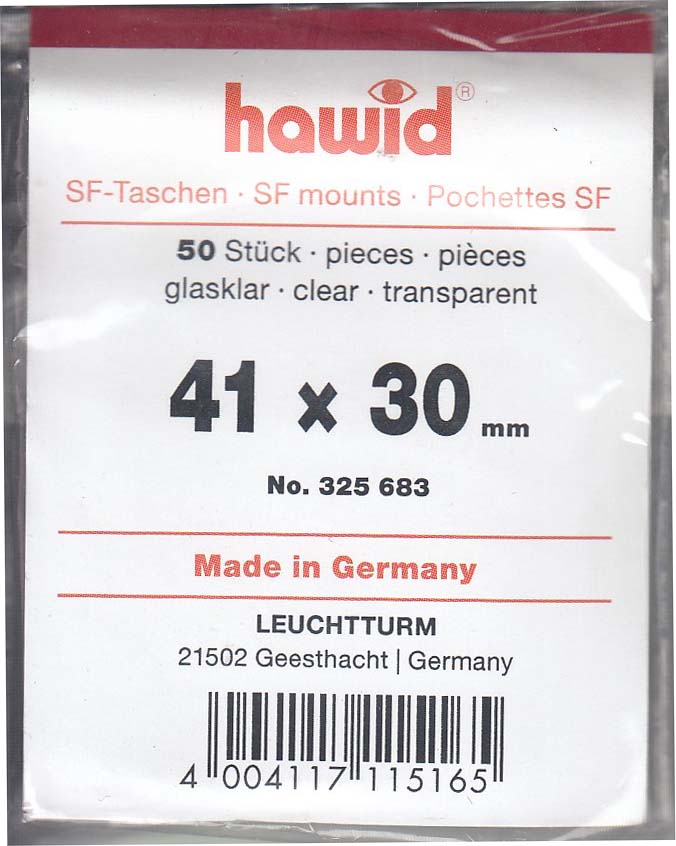 hawid®
SF-Taschen · SF mounts · Pochettes SF
50 Stück · pieces · pièces
glasklar · clear · transparent
41 x 30 mm
No. 325 683
Made in Germany
LEUCHTTURM
21502 Geesthacht | Germany
4 004117 115165